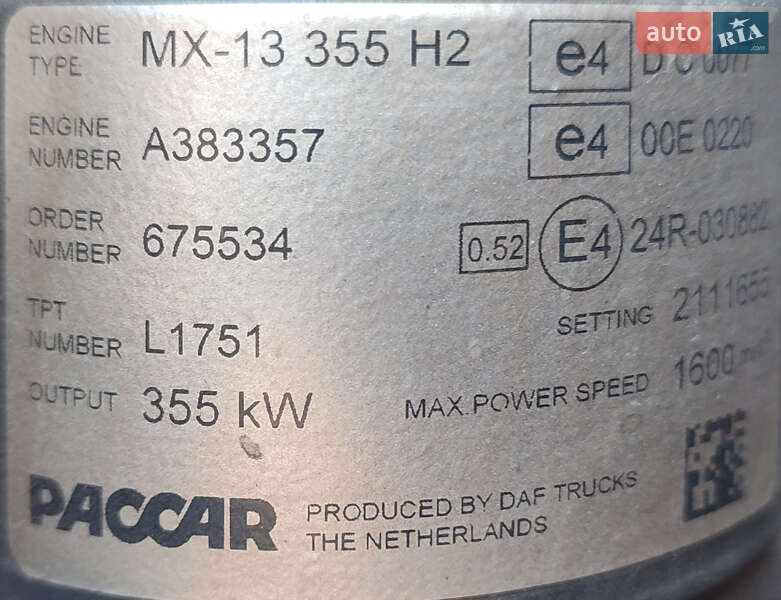 auto RIA.com
ENGINE TYPE MX-13 355 H2 e4
ENGINE NUMBER A383357 e4 00E 0220
ORDER NUMBER 675534 0.52 E4 24R-030882
TPT NUMBER L1751 SETTING 2111655
OUTPUT 355 kW MAX.POWER SPEED 1600
PACCAR
PRODUCED BY DAF TRUCKS
THE NETHERLANDS